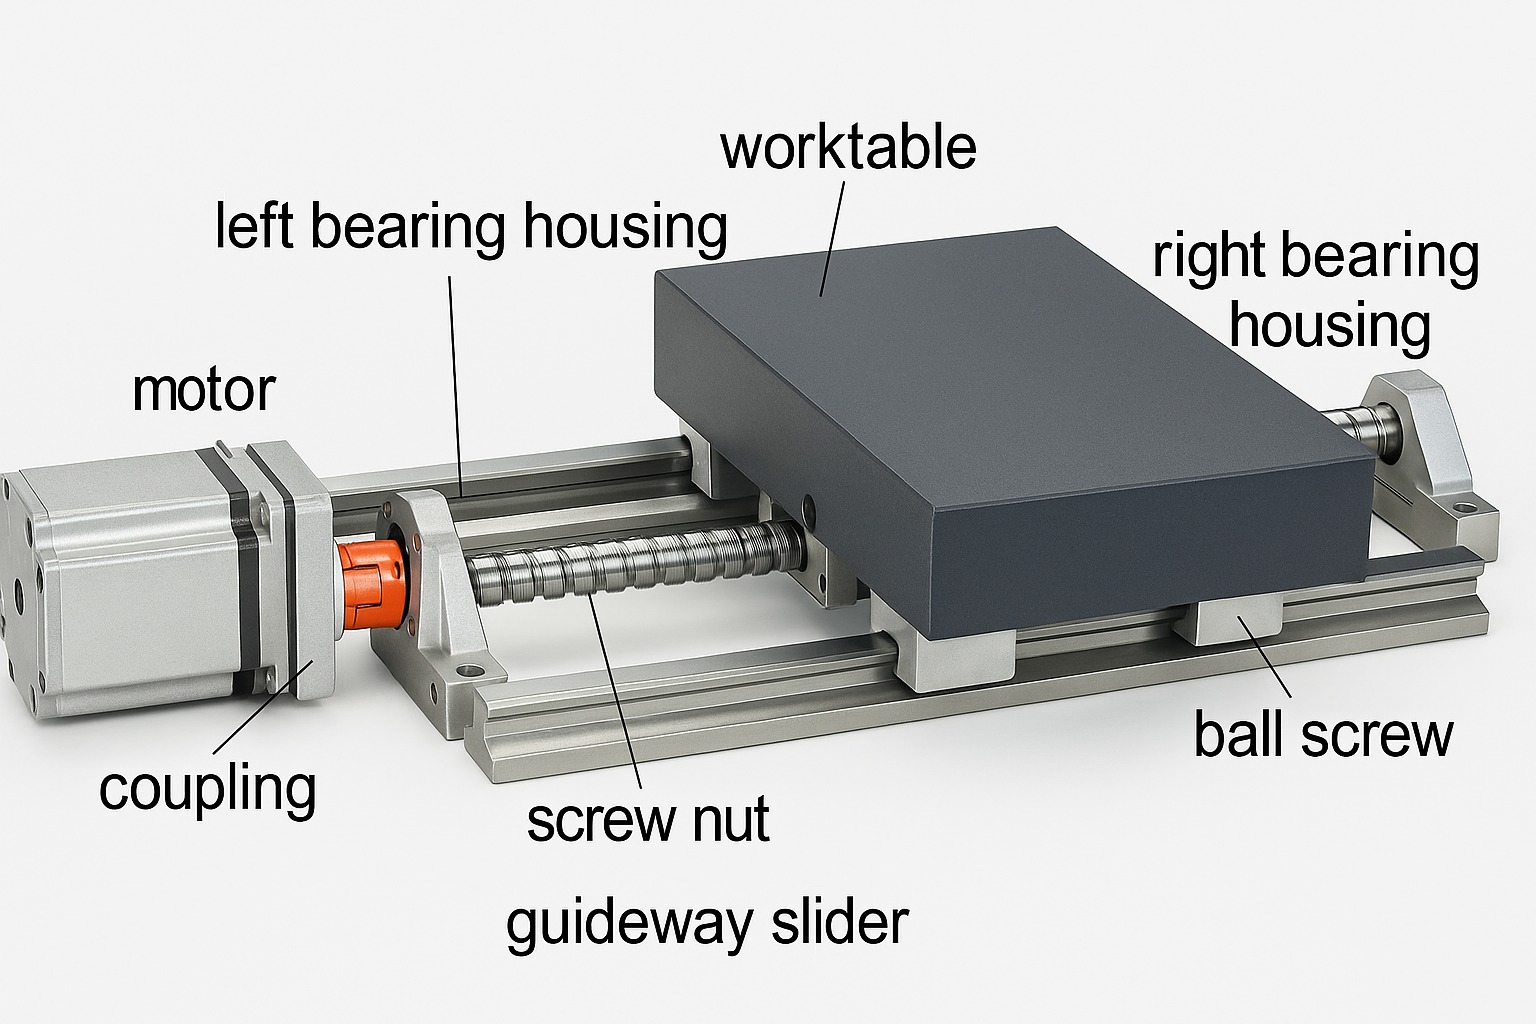 worktable
left bearing housing
right bearing
housing
motor
ball screw
coupling
screw nut
guideway slider